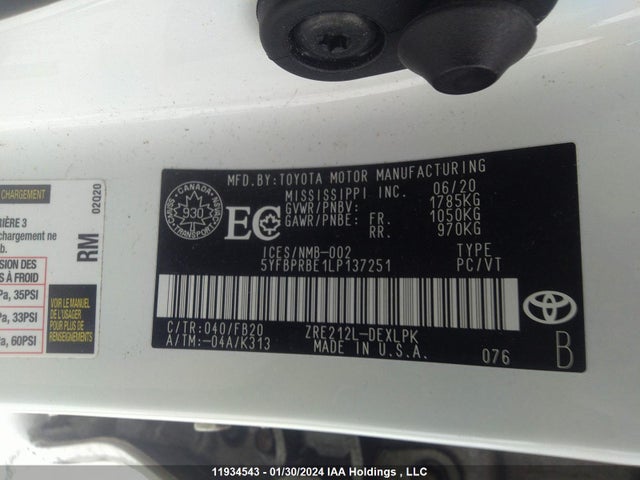 CHARGEMENT
IÈRE 3
chargement ne
b.
SION DES
S À FROID
Pa, 35PSI
Pa, 33PSI
Pa, 60PSI
02Q20
RM
VOIR LE MANUEL
DE L'USAGER
POUR PLUS DE
RENSEIGNEMENTS
MFD.BY:TOYOTA MOTOR MANUFACTURING
MISSISSIPPI INC. 06/20
GVWR/PNBV: 1785KG
GAWR/PNBE: FR. 1050KG
RR. 970KG
CANADA
930
TRANSPORT
EC
ICES/NMB-002 TYPE
5YFBPRBE1LP137251 PC/VT
C/TR:040/FB20 ZRE212L-DEXLPK
A/TM:-04A/K313 MADE IN U.S.A.
076
B
TOYOTA
11934543 - 01/30/2024 IAA Holdings , LLC